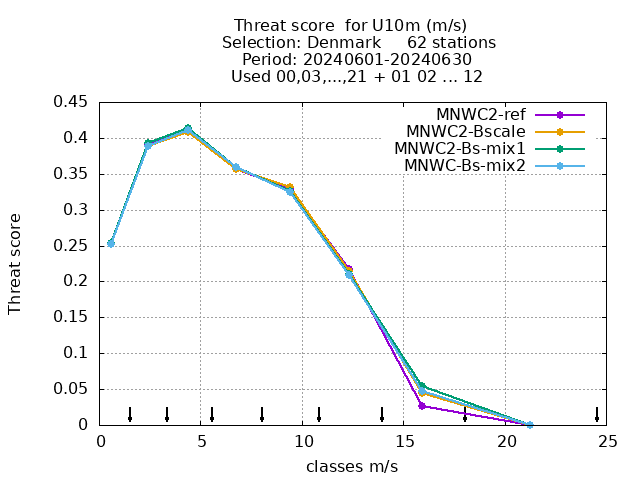 Threat score  for U10m (m/s)
Selection: Denmark     62 stations
Period: 20240601-20240630
Used 00,03,...,21 + 01 02 ... 12
MNWC2-ref
MNWC2-Bscale
MNWC2-Bs-mix1
MNWC-Bs-mix2
Threat score
0.45
0.4
0.35
0.3
0.25
0.2
0.15
0.1
0.05
0
0 5 10 15 20 25
classes m/s